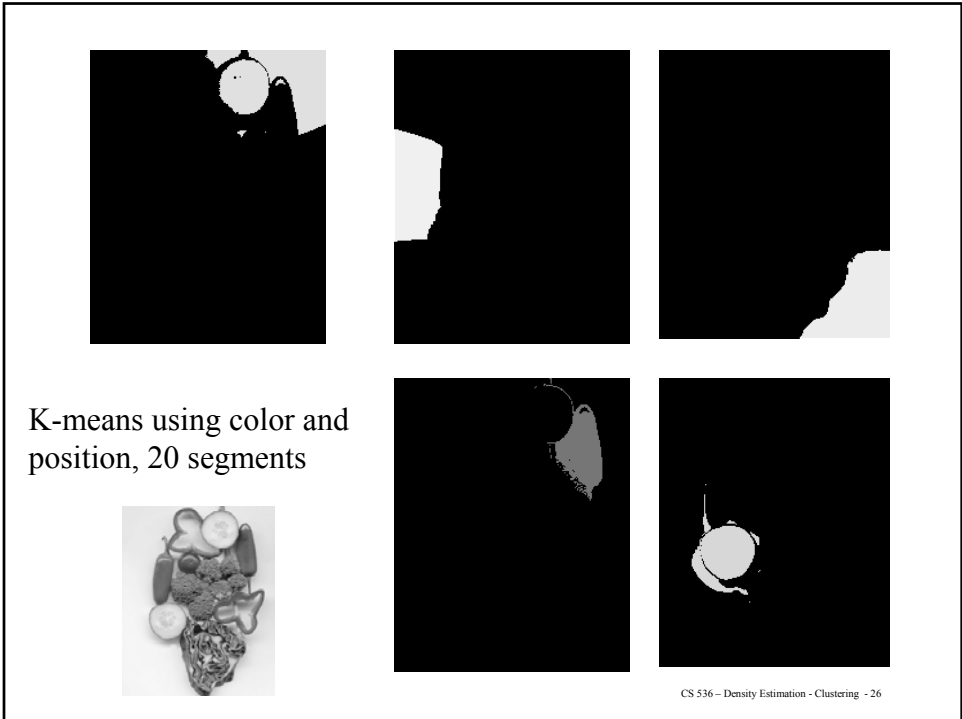 K-means using color and
position, 20 segments
CS 536 – Density Estimation - Clustering - 26